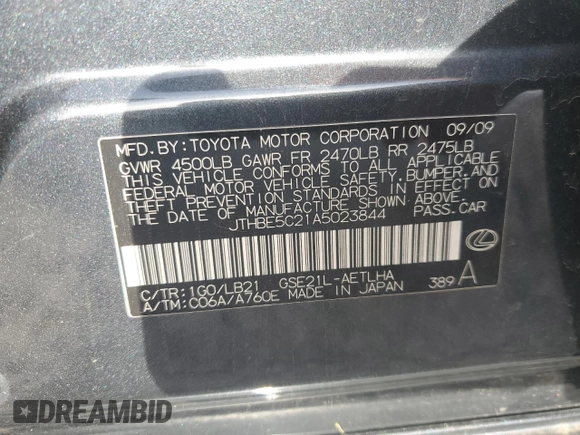 MFD.BY:TOYOTA MOTOR CORPORATION 09/09
GVWR 4500LB GAWR FR 2470LB RR 2475LB
THIS VEHICLE CONFORMS TO ALL APPLICABLE
FEDERAL MOTOR VEHICLE SAFETY,BUMPER,AND
THEFT PREVENTION STANDARDS IN EFFECT ON
THE DATE OF MANUFACTURE SHOWN ABOVE.
JTHBE5C21A5023844 PASS.CAR
C/TR:1G0/LB21 GSE21L-AETLHA
A/TM:C06A/A760E MADE IN JAPAN 389 A
DREAMBID